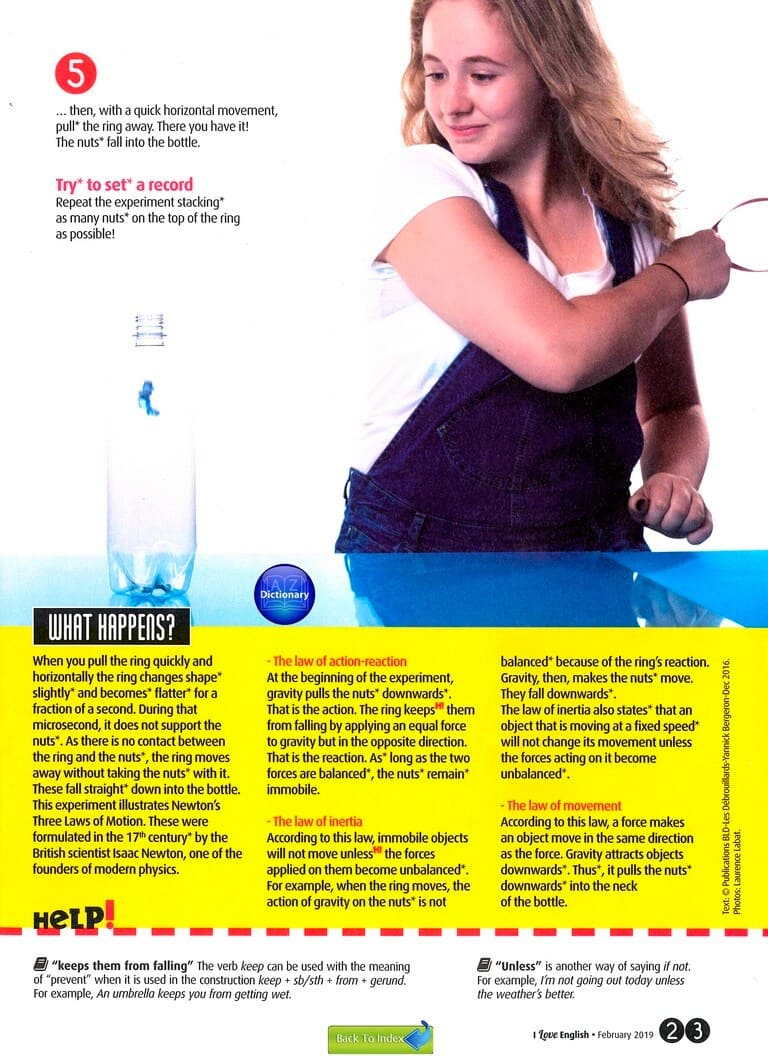 5
... then, with a quick horizontal movement,
pull* the ring away. There you have it!
The nuts* fall into the bottle.
Try* to set* a record
Repeat the experiment stacking*
as many nuts* on the top of the ring
as possible!
A Z
Dictionary
WHAT HAPPENS?
When you pull the ring quickly and
horizontally the ring changes shape*
slightly* and becomes* flatter* for a
fraction of a second. During that
microsecond, it does not support the
nuts*. As there is no contact between
the ring and the nuts*, the ring moves
away without taking the nuts* with it.
These fall straight* down into the bottle.
This experiment illustrates Newton's
Three Laws of Motion. These were
formulated in the 17th century* by the
British scientist Isaac Newton, one of the
founders of modern physics.
- The law of action-reaction
At the beginning of the experiment,
gravity pulls the nuts* downwards*.
That is the action. The ring keeps H! them
from falling by applying an equal force
to gravity but in the opposite direction.
That is the reaction. As* long as the two
forces are balanced*, the nuts* remain*
immobile.
- The law of inertia
According to this law, immobile objects
will not move unless H! the forces
applied on them become unbalanced*.
For example, when the ring moves, the
action of gravity on the nuts* is not
balanced* because of the ring's reaction.
Gravity, then, makes the nuts* move.
They fall downwards*.
The law of inertia also states* that an
object that is moving at a fixed speed*
will not change its movement unless
the forces acting on it become
unbalanced*.
- The law of movement
According to this law, a force makes
an object move in the same direction
as the force. Gravity attracts objects
downwards*. Thus*, it pulls the nuts*
downwards* into the neck
of the bottle.
Text: © Publications BLD-Les Débrouillards-Yannick Bergeron-Dec 2016.
Photos: Laurence Labat.
HELP!
"keeps them from falling" The verb keep can be used with the meaning
of "prevent" when it is used in the construction keep + sb/sth + from + gerund.
For example, An umbrella keeps you from getting wet.
"Unless" is another way of saying if not.
For example, I'm not going out today unless
the weather's better.
Back To Index
I Love English • February 2019 23